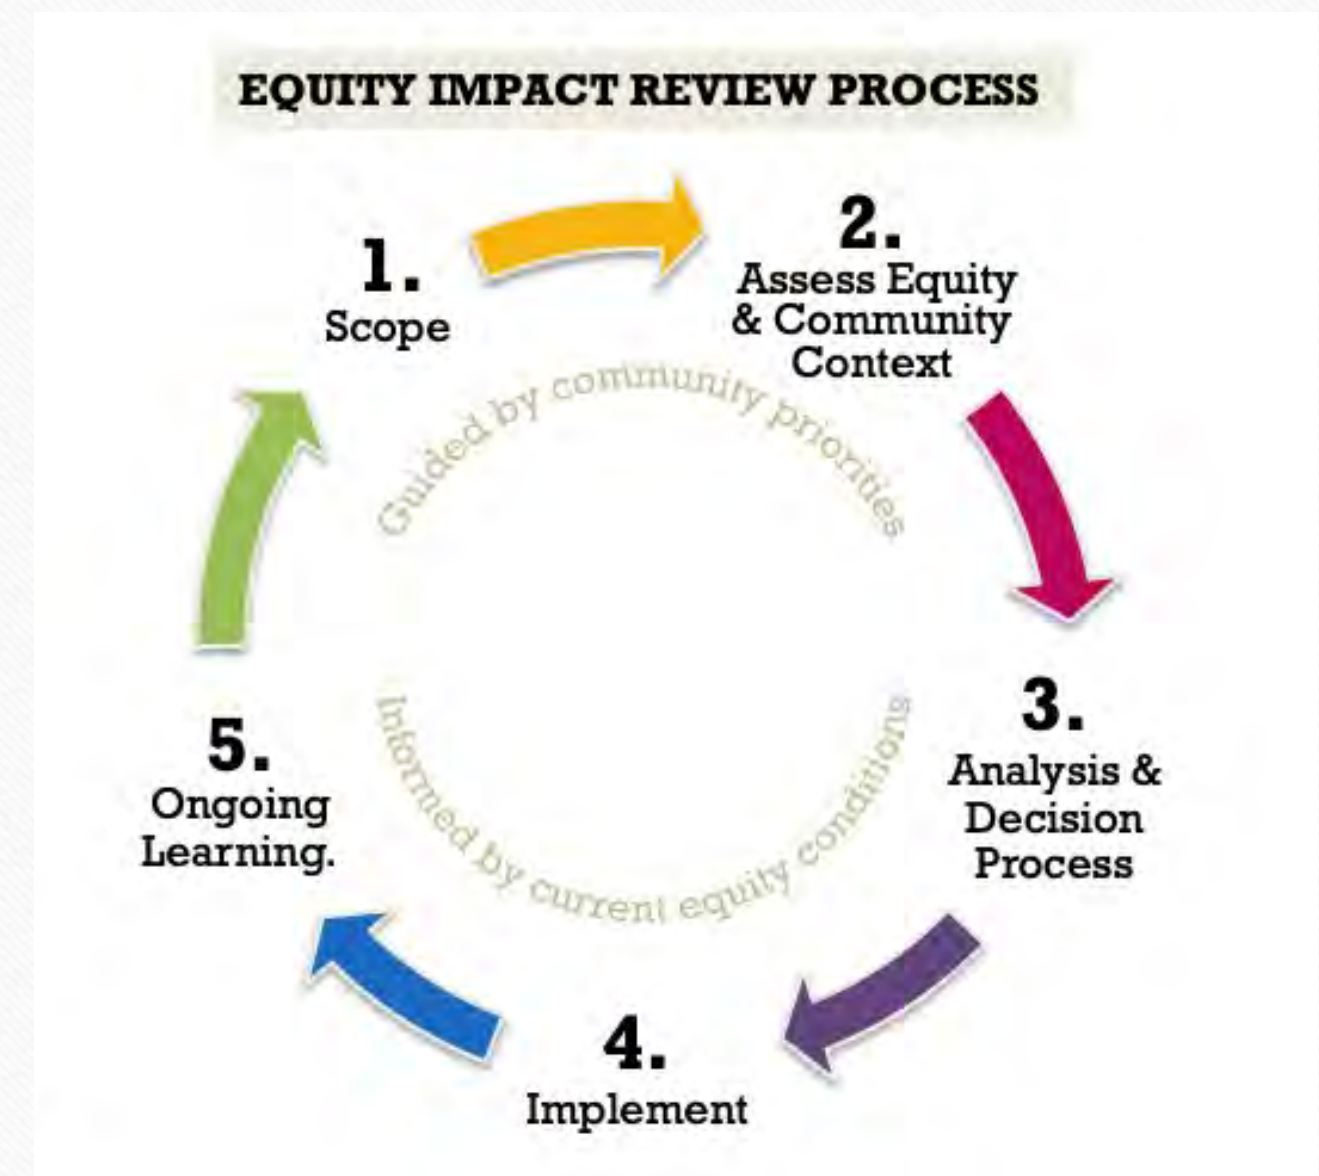 EQUITY IMPACT REVIEW PROCESS
1.
Scope
2.
Assess Equity
& Community
Context
Guided by community priorities
3.
Analysis &
Decision
Process
Informed by current equity conditions
4.
Implement
5.
Ongoing
Learning.